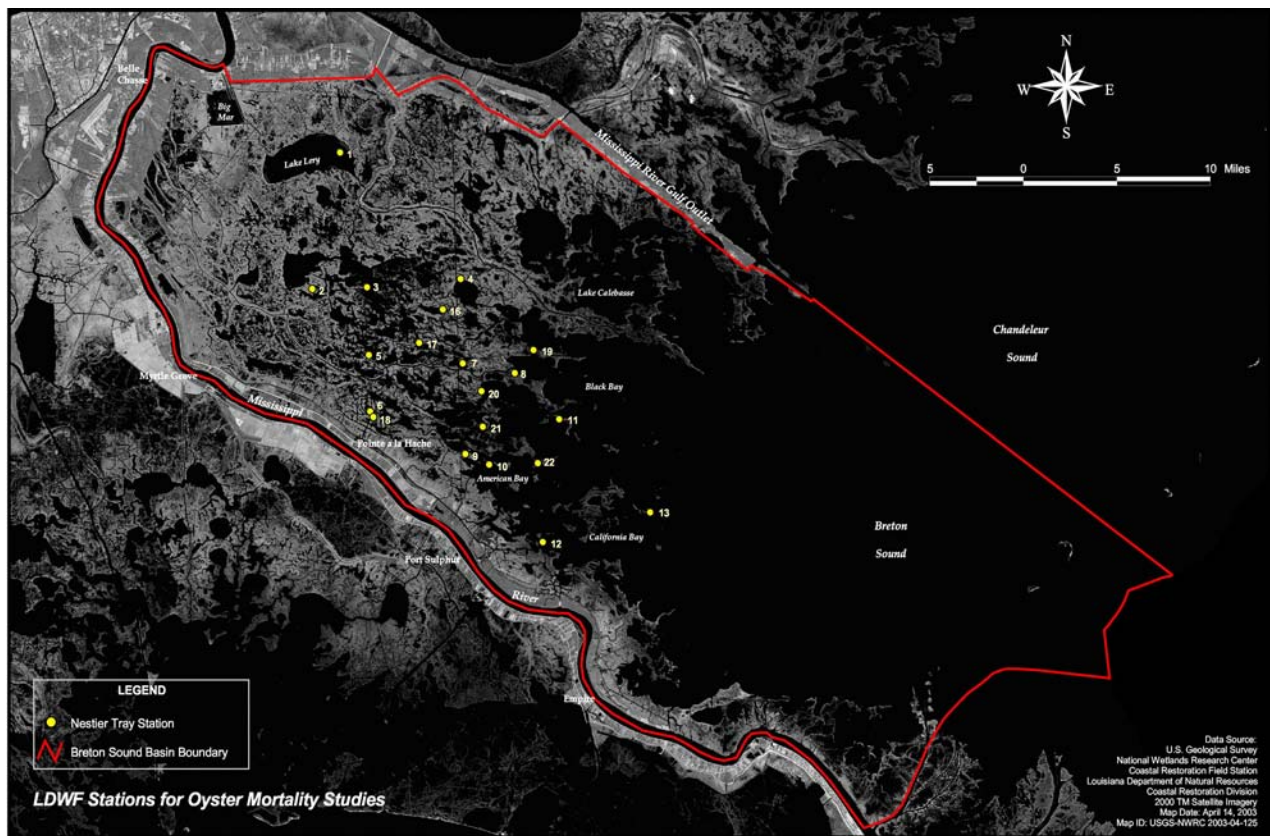 N
W E
S
5 0 5 10 Miles
Belle
Chasse
Big
Mar
Lake Lery
1
Mississippi River Gulf Outlet
2
3
4
16
Lake Calebasse
17
5
7
19
8
Chandeleur
Sound
Black Bay
20
Myrtle Grove
Mississippi
6
18
11
21
Pointe a la Hache
9
10
22
American Bay
13
12
California Bay
Breton
Sound
Port Sulphur
River
Empire
LEGEND
Nestier Tray Station
Breton Sound Basin Boundary
LDWF Stations for Oyster Mortality Studies
Data Source:
U.S. Geological Survey
National Wetlands Research Center
Coastal Restoration Field Station
Louisiana Department of Natural Resources
Coastal Restoration Division
2000 TM Satellite Imagery
Map Date: April 14, 2003
Map ID: USGS-NWRC 2003-04-125